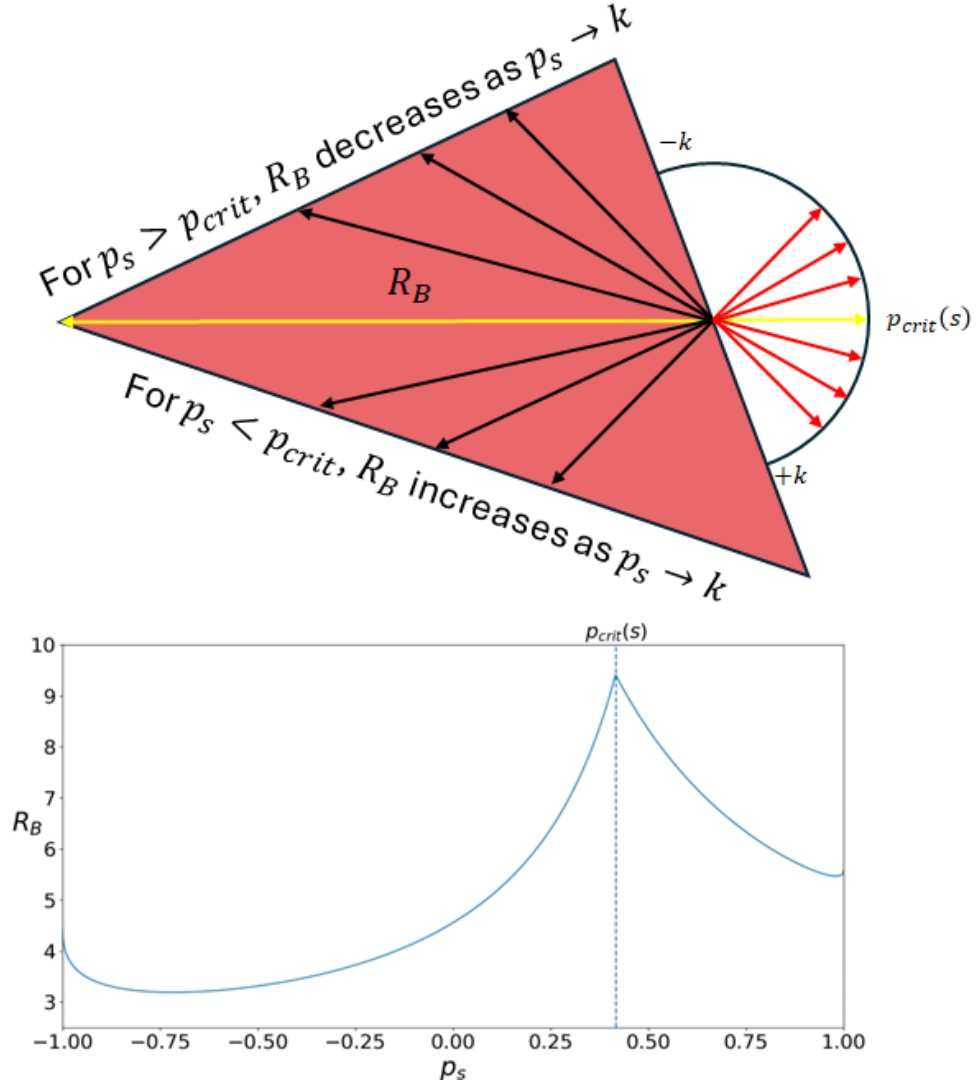 For p_s > p_crit, R_B decreases as p_s → k
−k
R_B
p_crit(s)
For p_s < p_crit, R_B increases as p_s → k
+k
p_crit(s)
10
9
8
7
R_B
6
5
4
3
−1.00 −0.75 −0.50 −0.25 0.00 0.25 0.50 0.75 1.00
p_s